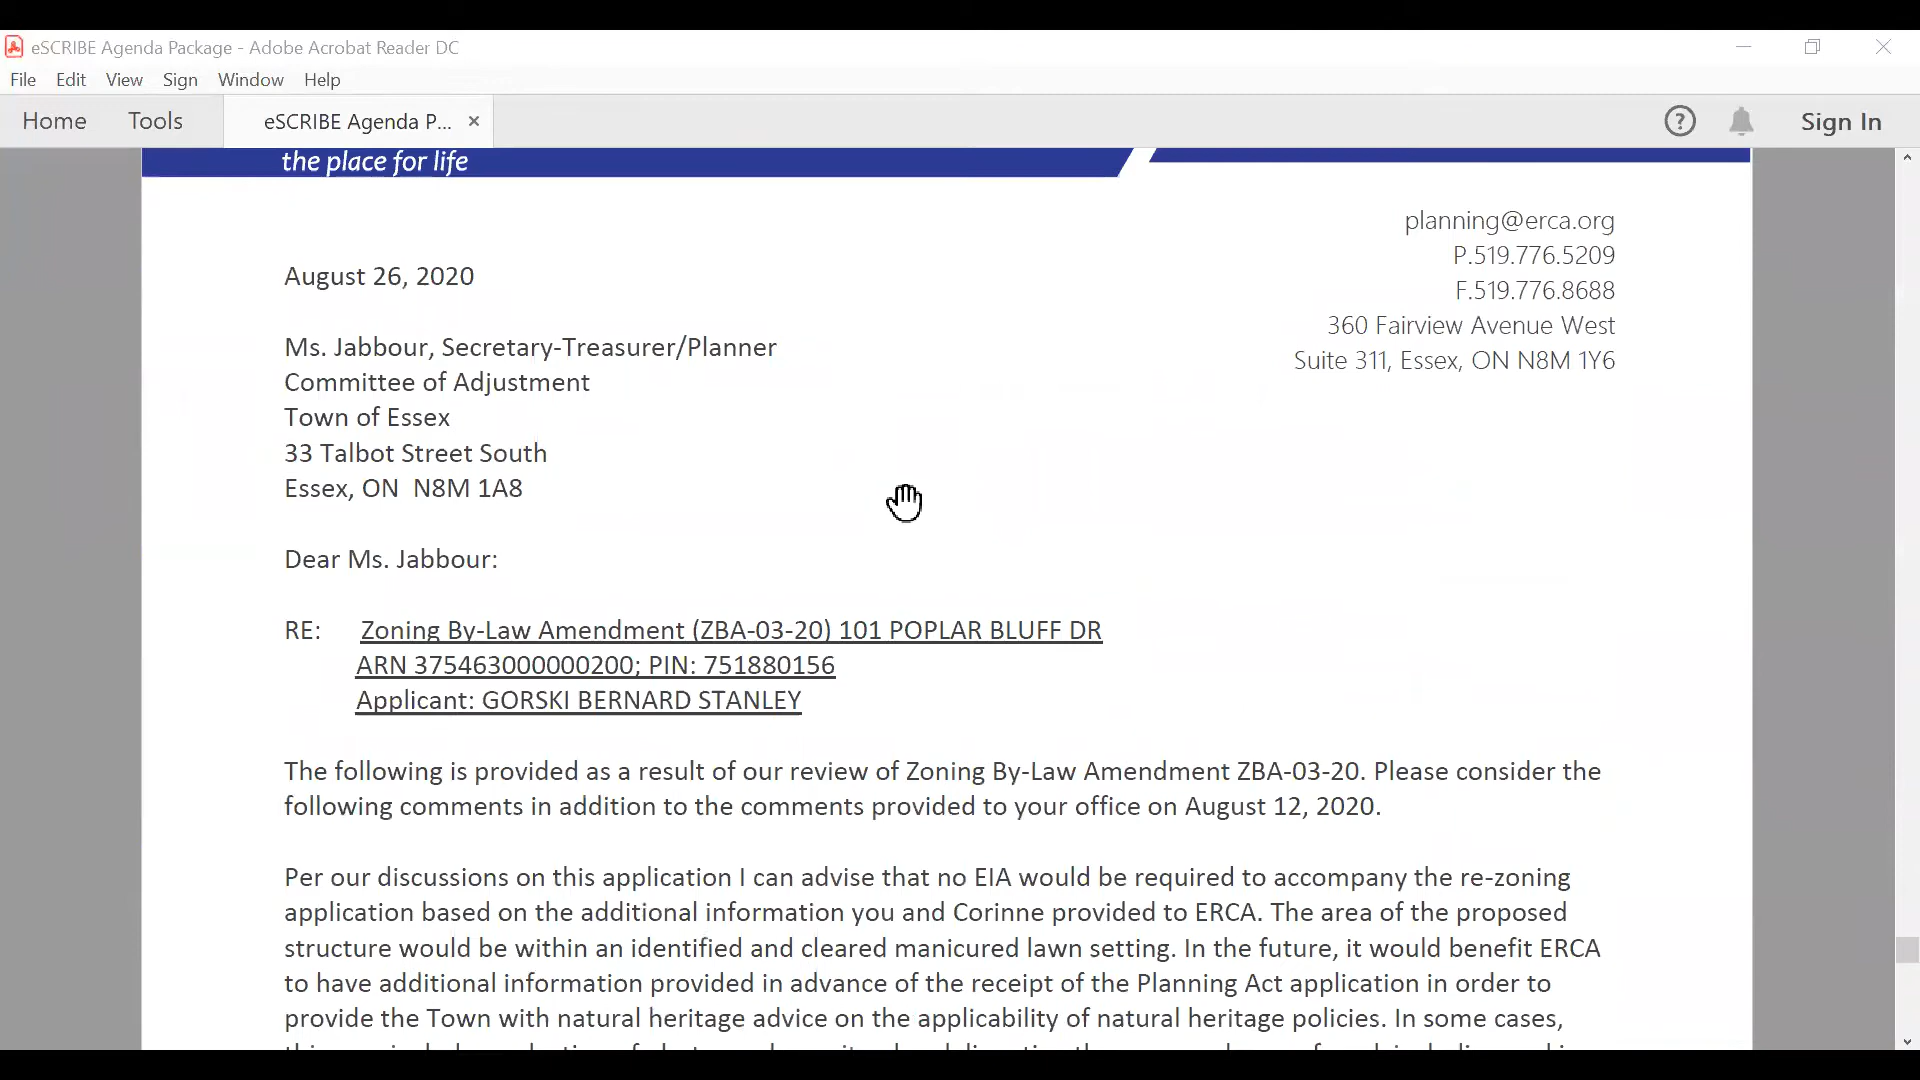 eSCRIBE Agenda Package - Adobe Acrobat Reader DC
File Edit View Sign Window Help
Home Tools eSCRIBE Agenda P... × Sign In
the place for life
planning@erca.org
P.519.776.5209
F.519.776.8688
360 Fairview Avenue West
Suite 311, Essex, ON N8M 1Y6
August 26, 2020
Ms. Jabbour, Secretary-Treasurer/Planner
Committee of Adjustment
Town of Essex
33 Talbot Street South
Essex, ON N8M 1A8
Dear Ms. Jabbour:
RE: Zoning By-Law Amendment (ZBA-03-20) 101 POPLAR BLUFF DR
ARN 375463000000200; PIN: 751880156
Applicant: GORSKI BERNARD STANLEY
The following is provided as a result of our review of Zoning By-Law Amendment ZBA-03-20. Please consider the
following comments in addition to the comments provided to your office on August 12, 2020.
Per our discussions on this application I can advise that no EIA would be required to accompany the re-zoning
application based on the additional information you and Corinne provided to ERCA. The area of the proposed
structure would be within an identified and cleared manicured lawn setting. In the future, it would benefit ERCA
to have additional information provided in advance of the receipt of the Planning Act application in order to
provide the Town with natural heritage advice on the applicability of natural heritage policies. In some cases,